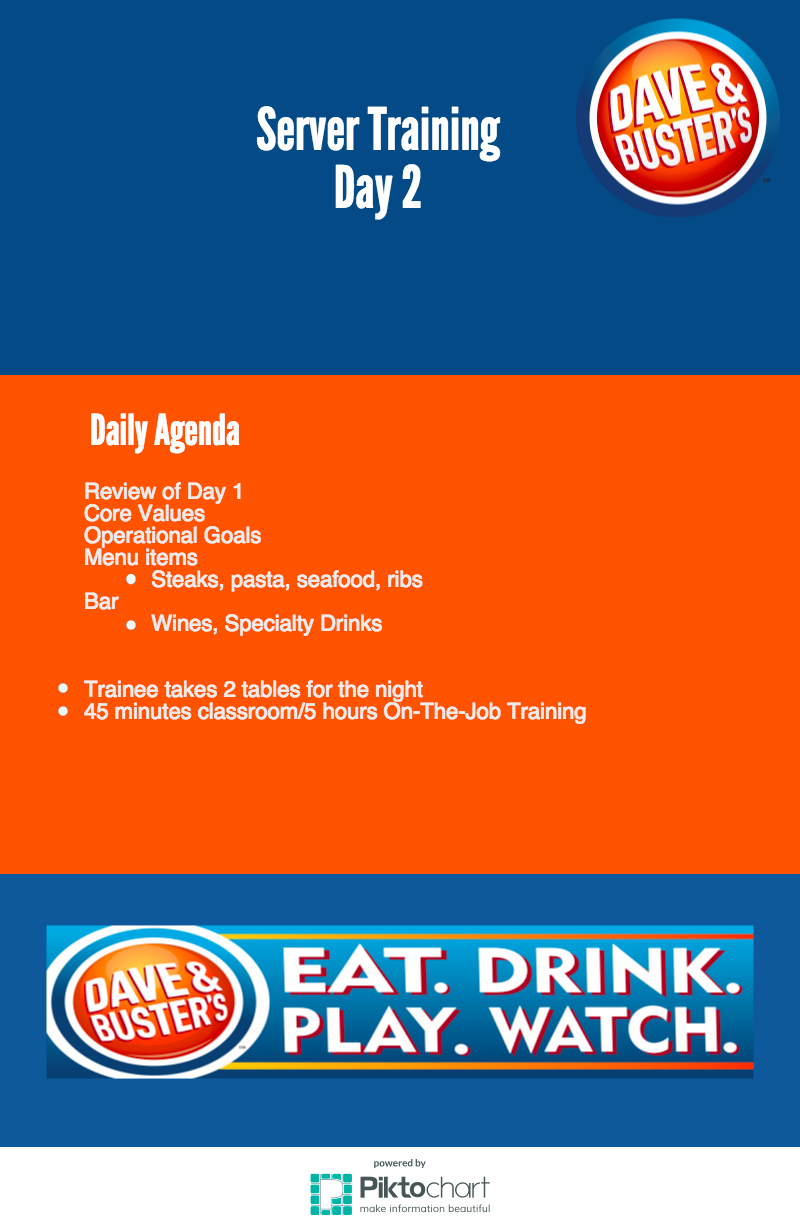 Server Training
Day 2
DAVE &
BUSTER'S
Daily Agenda
Review of Day 1
Core Values
Operational Goals
Menu items
• Steaks, pasta, seafood, ribs
Bar
• Wines, Specialty Drinks
• Trainee takes 2 tables for the night
• 45 minutes classroom/5 hours On-The-Job Training
DAVE &
BUSTER'S
EAT. DRINK.
PLAY. WATCH.
powered by
Piktochart
make information beautiful